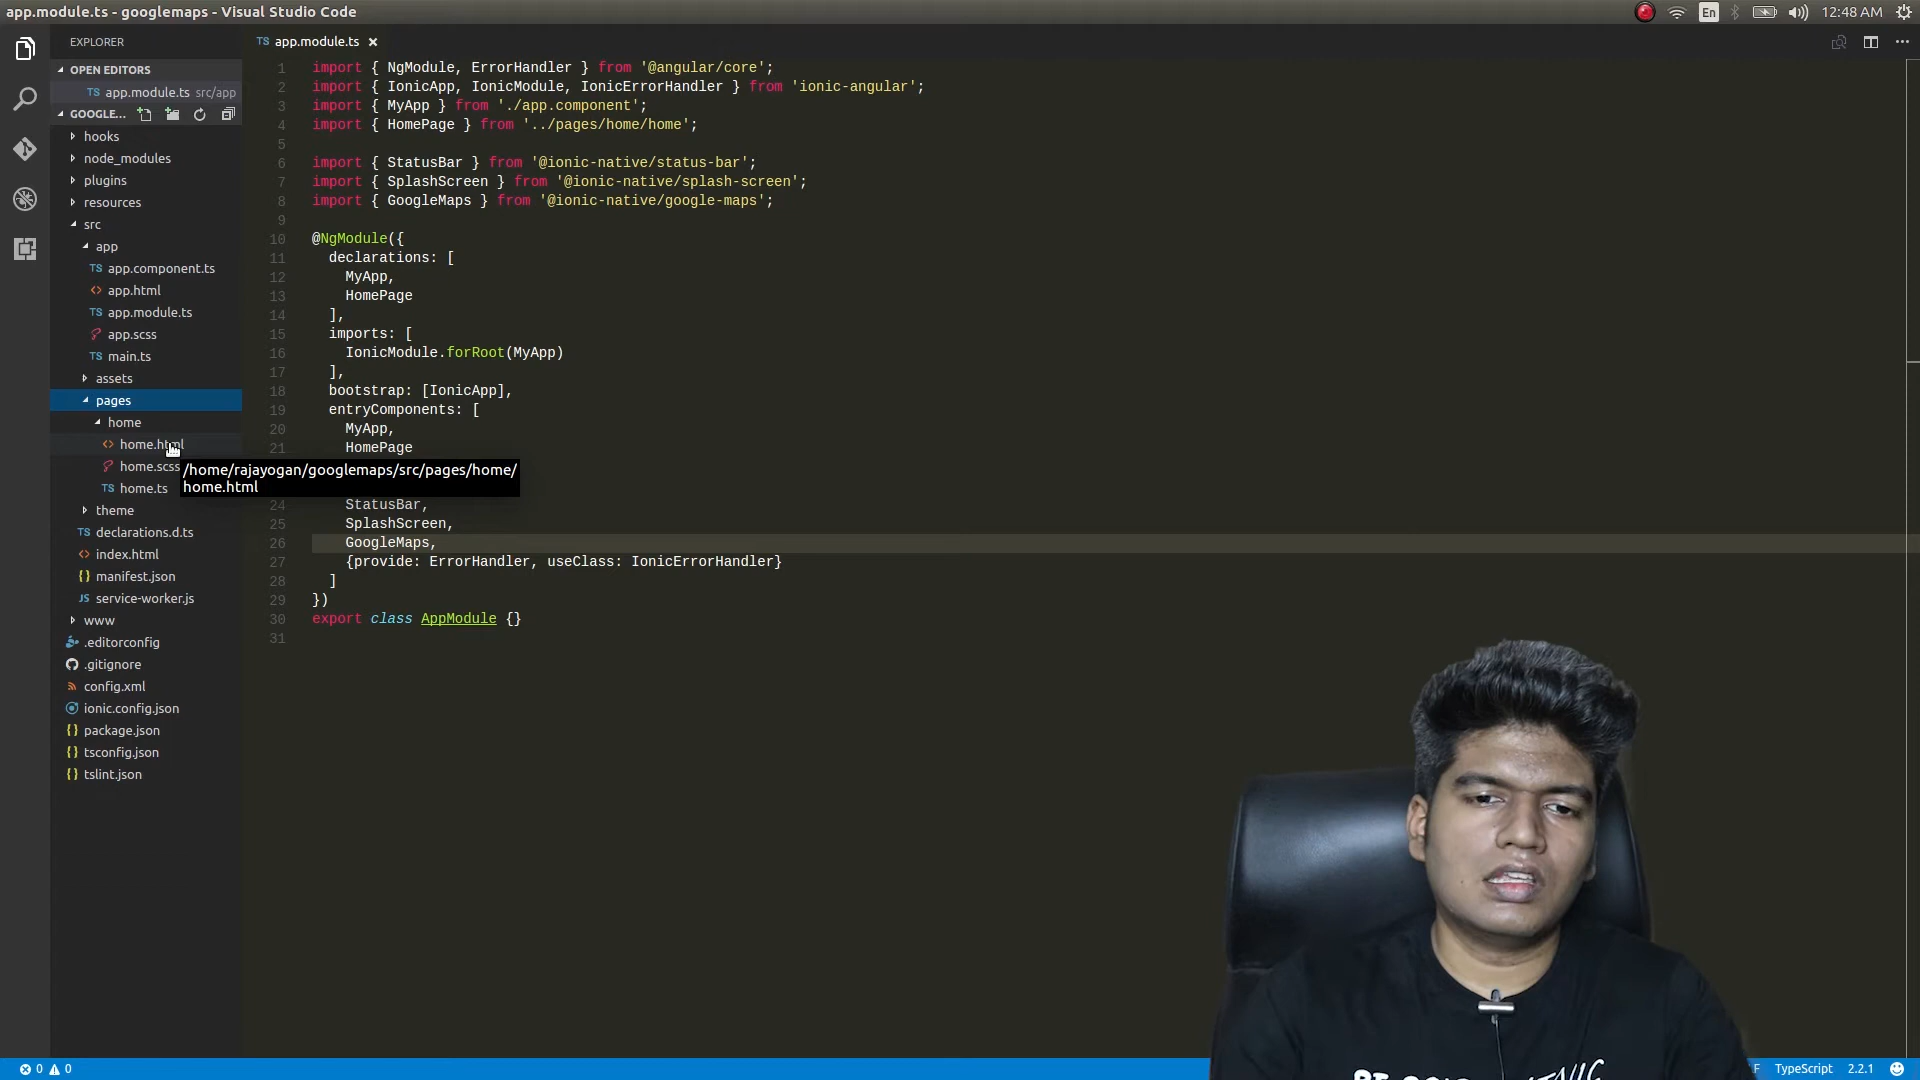 app.module.ts - googlemaps - Visual Studio Code
En
12:48 AM
EXPLORER
OPEN EDITORS
TS app.module.ts src/app
GOOGLE...
hooks
node_modules
plugins
resources
src
app
TS app.component.ts
<> app.html
TS app.module.ts
app.scss
TS main.ts
assets
pages
home
<> home.html
home.scss
TS home.ts
/home/rajayogan/googlemaps/src/pages/home/
home.html
theme
TS declarations.d.ts
<> index.html
{} manifest.json
JS service-worker.js
www
.editorconfig
.gitignore
config.xml
ionic.config.json
{} package.json
{} tsconfig.json
{} tslint.json
TS app.module.ts ×
1 import { NgModule, ErrorHandler } from '@angular/core';
2 import { IonicApp, IonicModule, IonicErrorHandler } from 'ionic-angular';
3 import { MyApp } from './app.component';
4 import { HomePage } from '../pages/home/home';
5
6 import { StatusBar } from '@ionic-native/status-bar';
7 import { SplashScreen } from '@ionic-native/splash-screen';
8 import { GoogleMaps } from '@ionic-native/google-maps';
9
10 @NgModule({
11 declarations: [
12 MyApp,
13 HomePage
14 ],
15 imports: [
16 IonicModule.forRoot(MyApp)
17 ],
18 bootstrap: [IonicApp],
19 entryComponents: [
20 MyApp,
21 HomePage
24 StatusBar,
25 SplashScreen,
26 GoogleMaps,
27 {provide: ErrorHandler, useClass: IonicErrorHandler}
28 ]
29 })
30 export class AppModule {}
31
0 0
F TypeScript 2.2.1